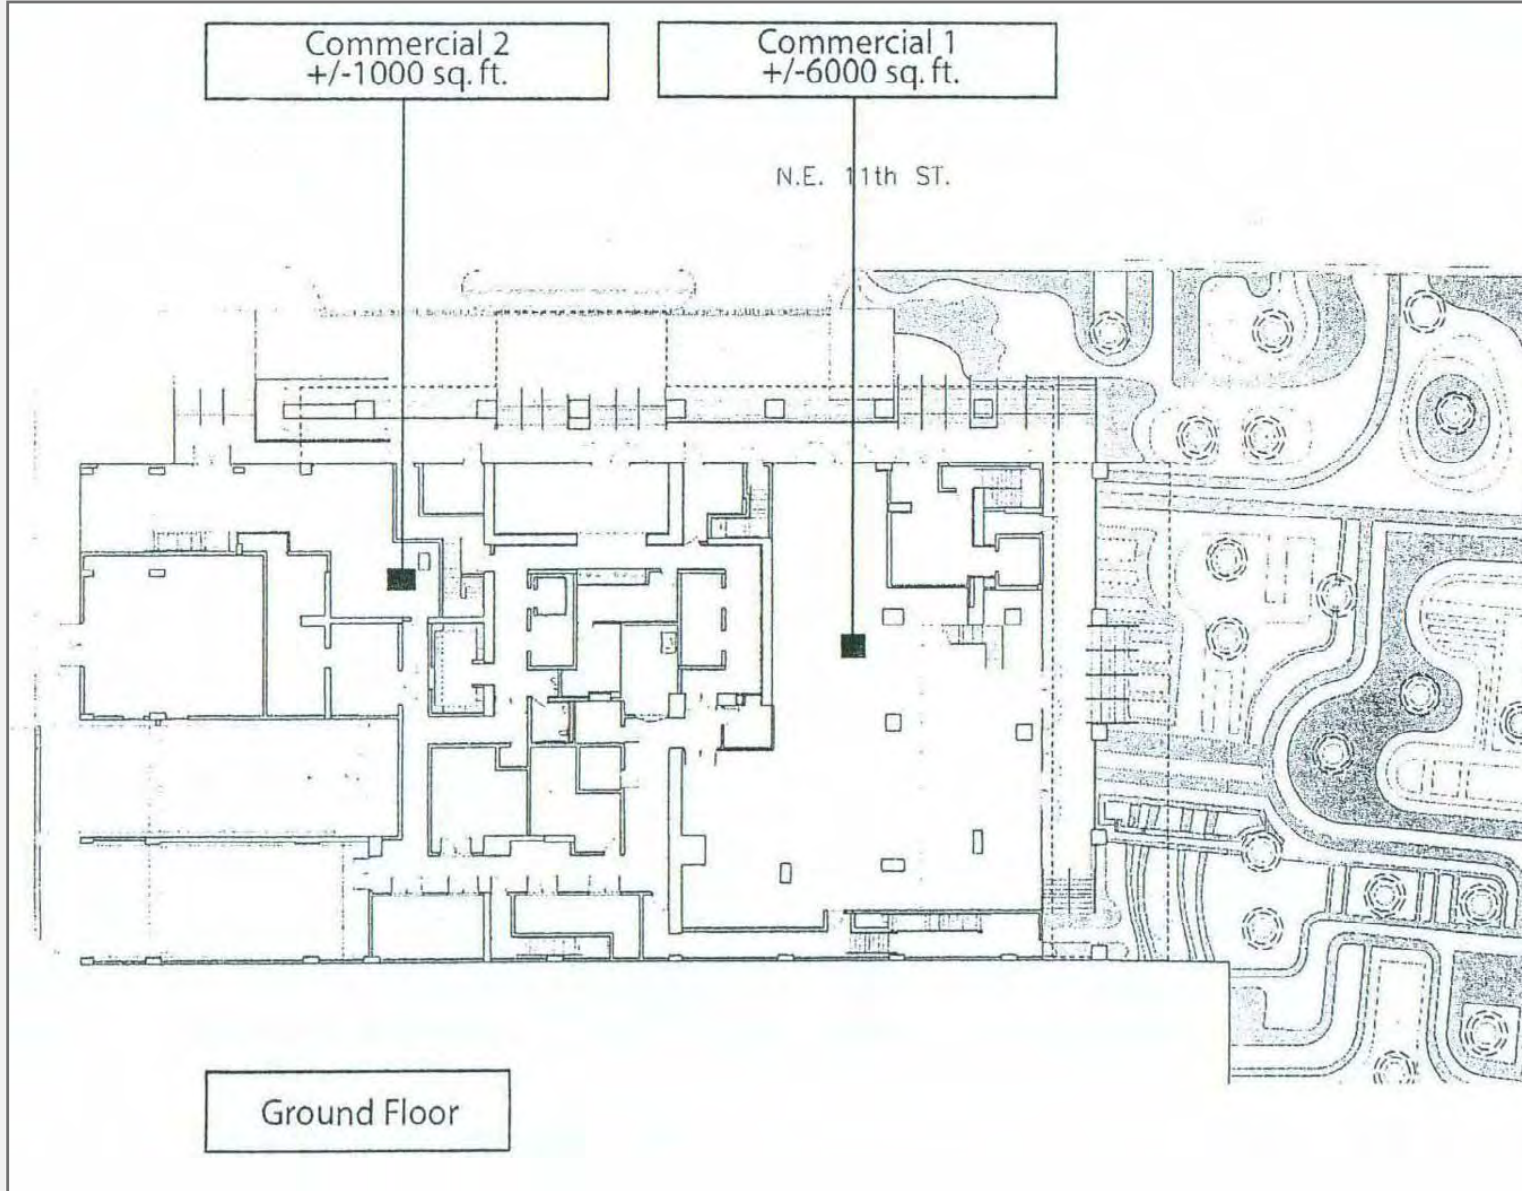 Commercial 2
+/-1000 sq. ft.
Commercial 1
+/-6000 sq. ft.
N.E. 11th ST.
Ground Floor